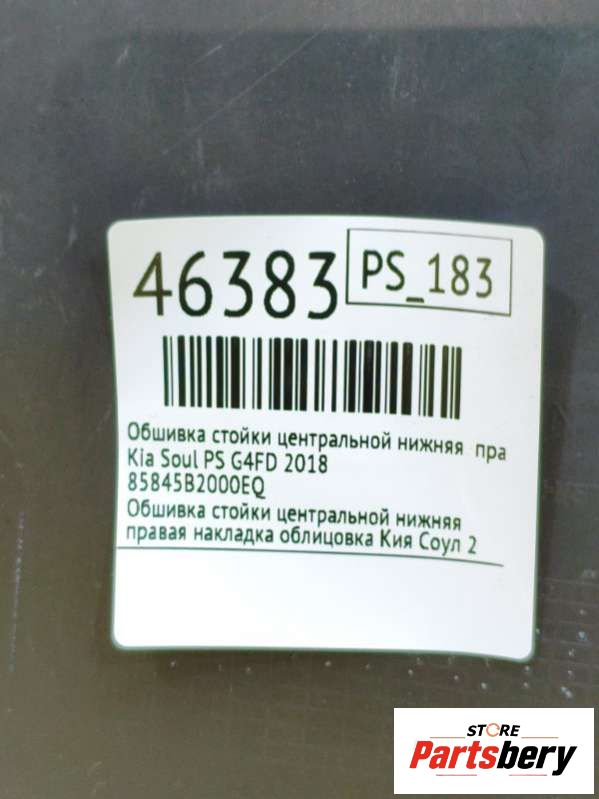 46383 PS_183
Обшивка стойки центральной нижняя пра
Kia Soul PS G4FD 2018
85845B2000EQ
Обшивка стойки центральной нижняя
правая накладка облицовка Кия Соул 2
STORE
Partsbery